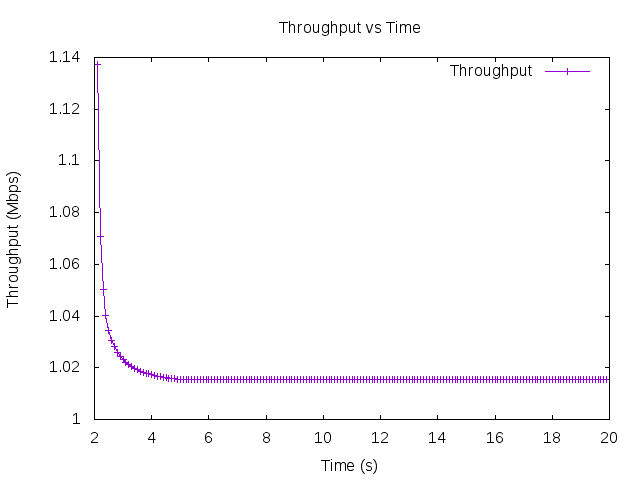 Throughput vs Time
Throughput
Throughput (Mbps)
1.14
1.12
1.1
1.08
1.06
1.04
1.02
1
2 4 6 8 10 12 14 16 18 20
Time (s)